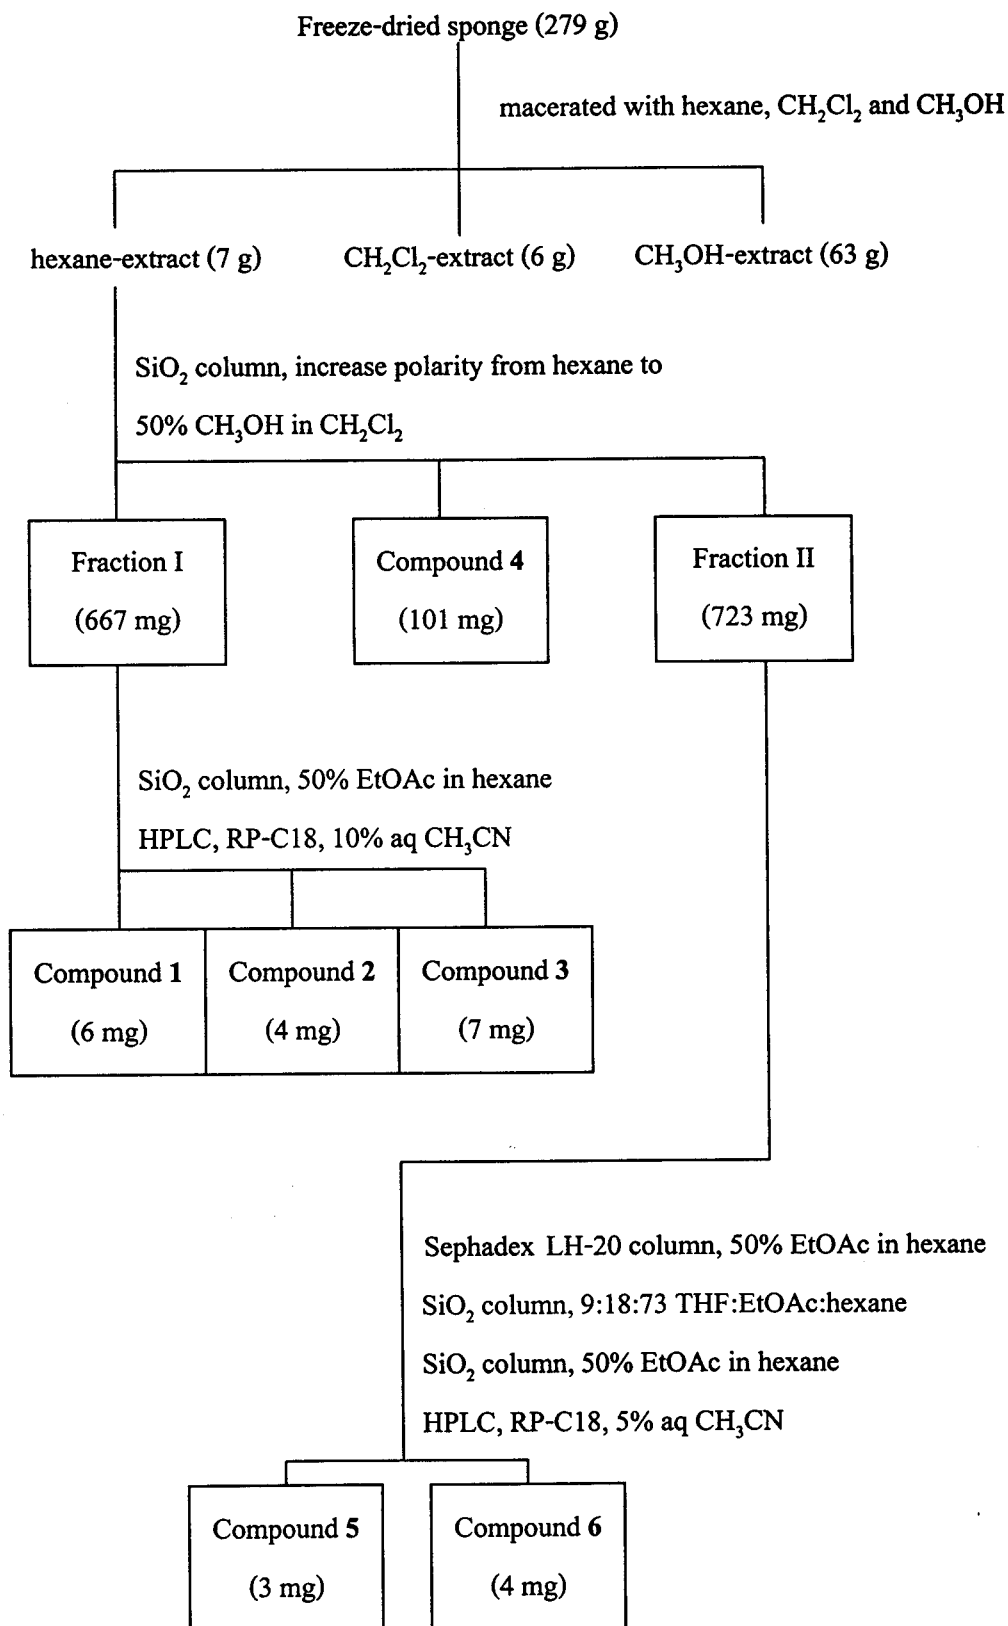 Freeze-dried sponge (279 g)
macerated with hexane, CH₂Cl₂ and CH₃OH
hexane-extract (7 g)
CH₂Cl₂-extract (6 g)
CH₃OH-extract (63 g)
SiO₂ column, increase polarity from hexane to
50% CH₃OH in CH₂Cl₂
Fraction I
(667 mg)
Compound 4
(101 mg)
Fraction II
(723 mg)
SiO₂ column, 50% EtOAc in hexane
HPLC, RP-C18, 10% aq CH₃CN
Compound 1
(6 mg)
Compound 2
(4 mg)
Compound 3
(7 mg)
Sephadex LH-20 column, 50% EtOAc in hexane
SiO₂ column, 9:18:73 THF:EtOAc:hexane
SiO₂ column, 50% EtOAc in hexane
HPLC, RP-C18, 5% aq CH₃CN
Compound 5
(3 mg)
Compound 6
(4 mg)